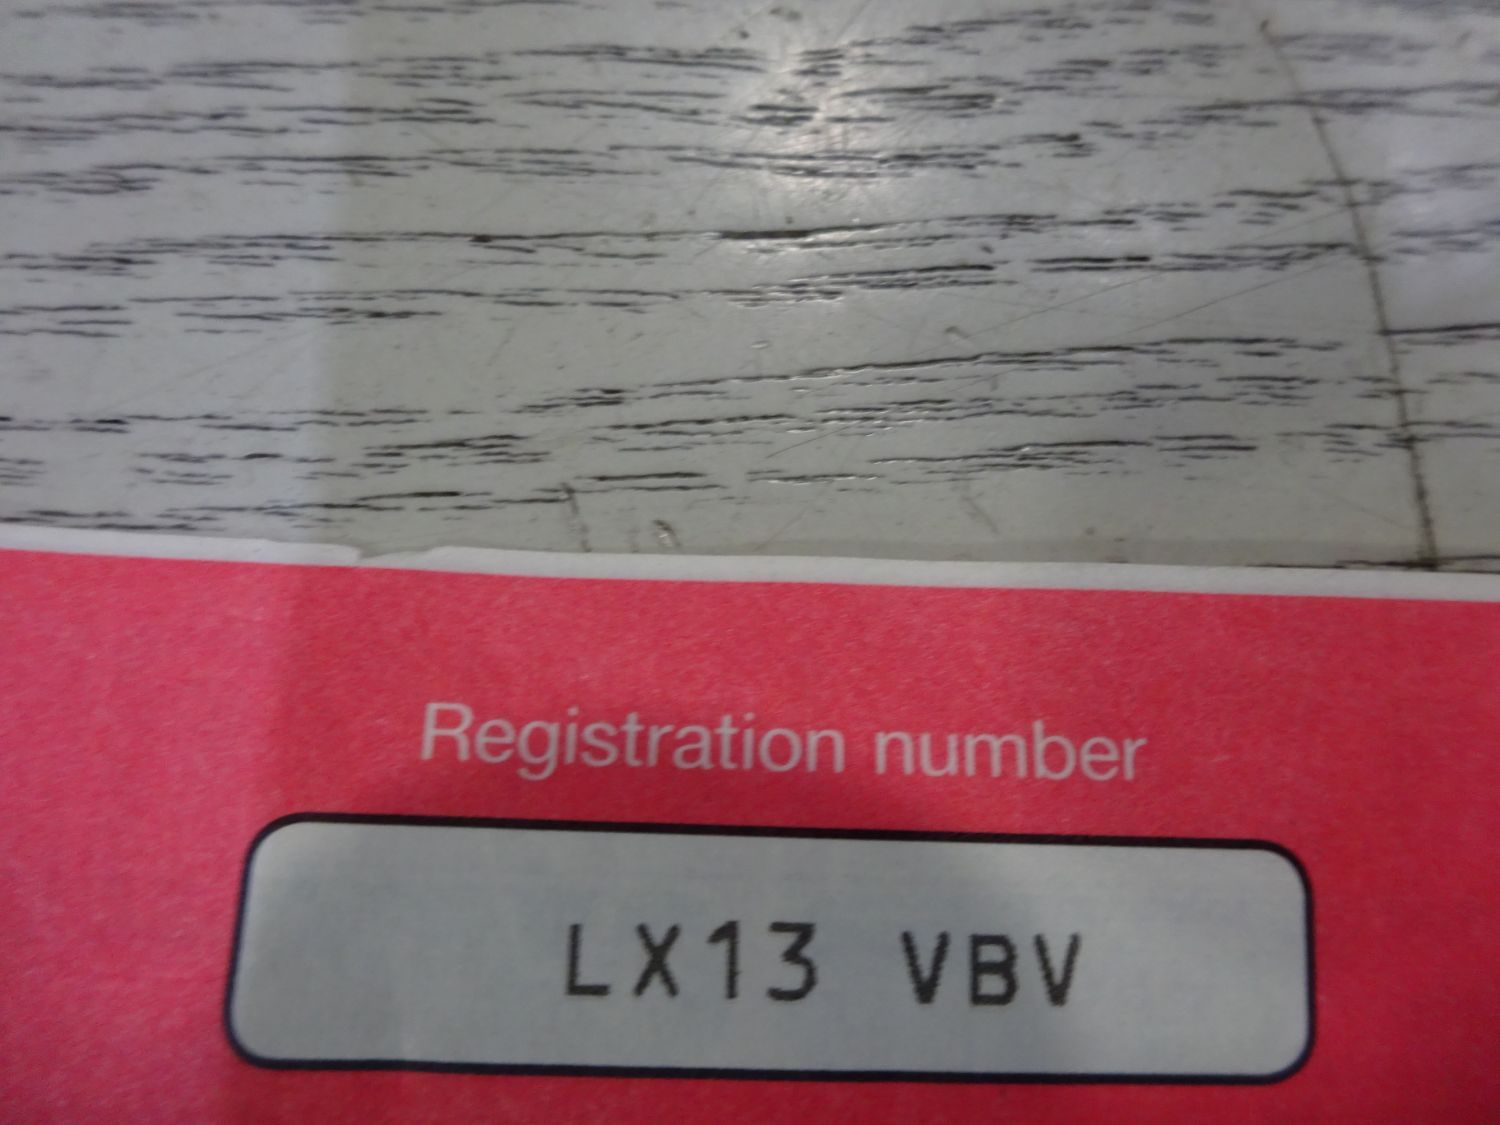 Registration number
LX13 VBV